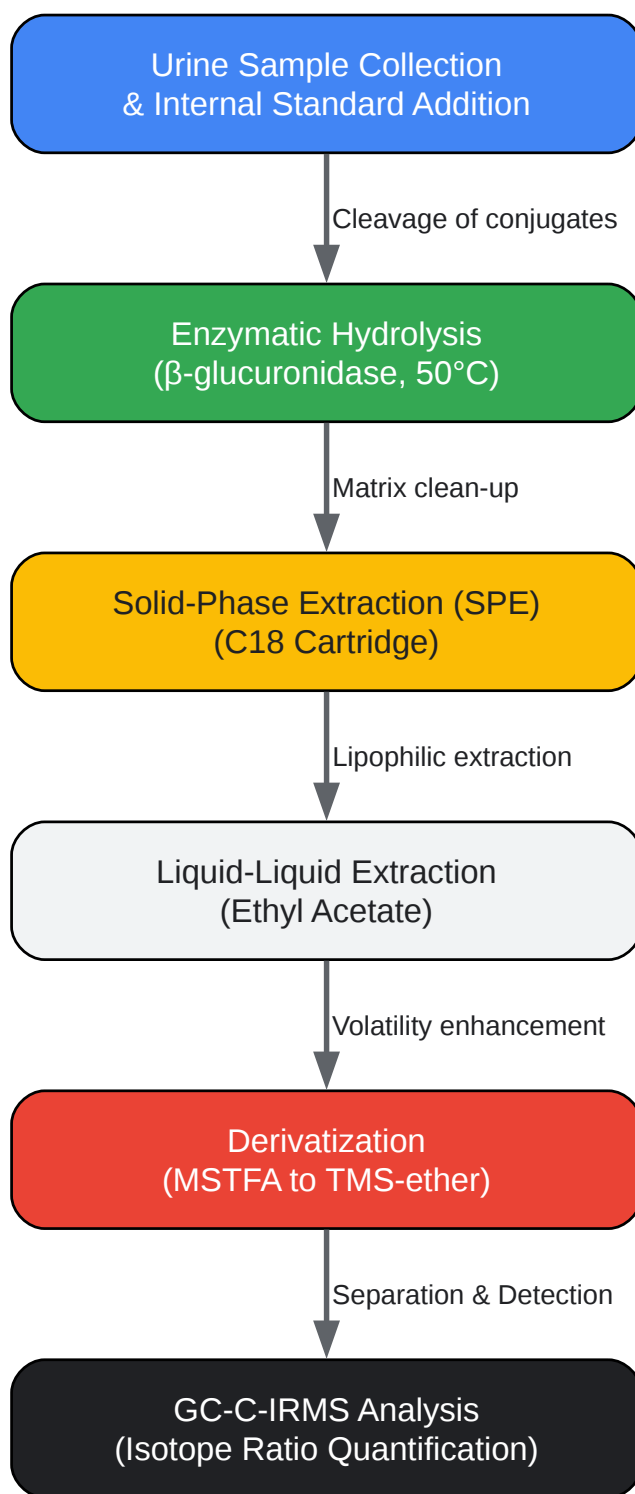 Urine Sample Collection
& Internal Standard Addition
Cleavage of conjugates
Enzymatic Hydrolysis
(β-glucuronidase, 50°C)
Matrix clean-up
Solid-Phase Extraction (SPE)
(C18 Cartridge)
Lipophilic extraction
Liquid-Liquid Extraction
(Ethyl Acetate)
Volatility enhancement
Derivatization
(MSTFA to TMS-ether)
Separation & Detection
GC-C-IRMS Analysis
(Isotope Ratio Quantification)